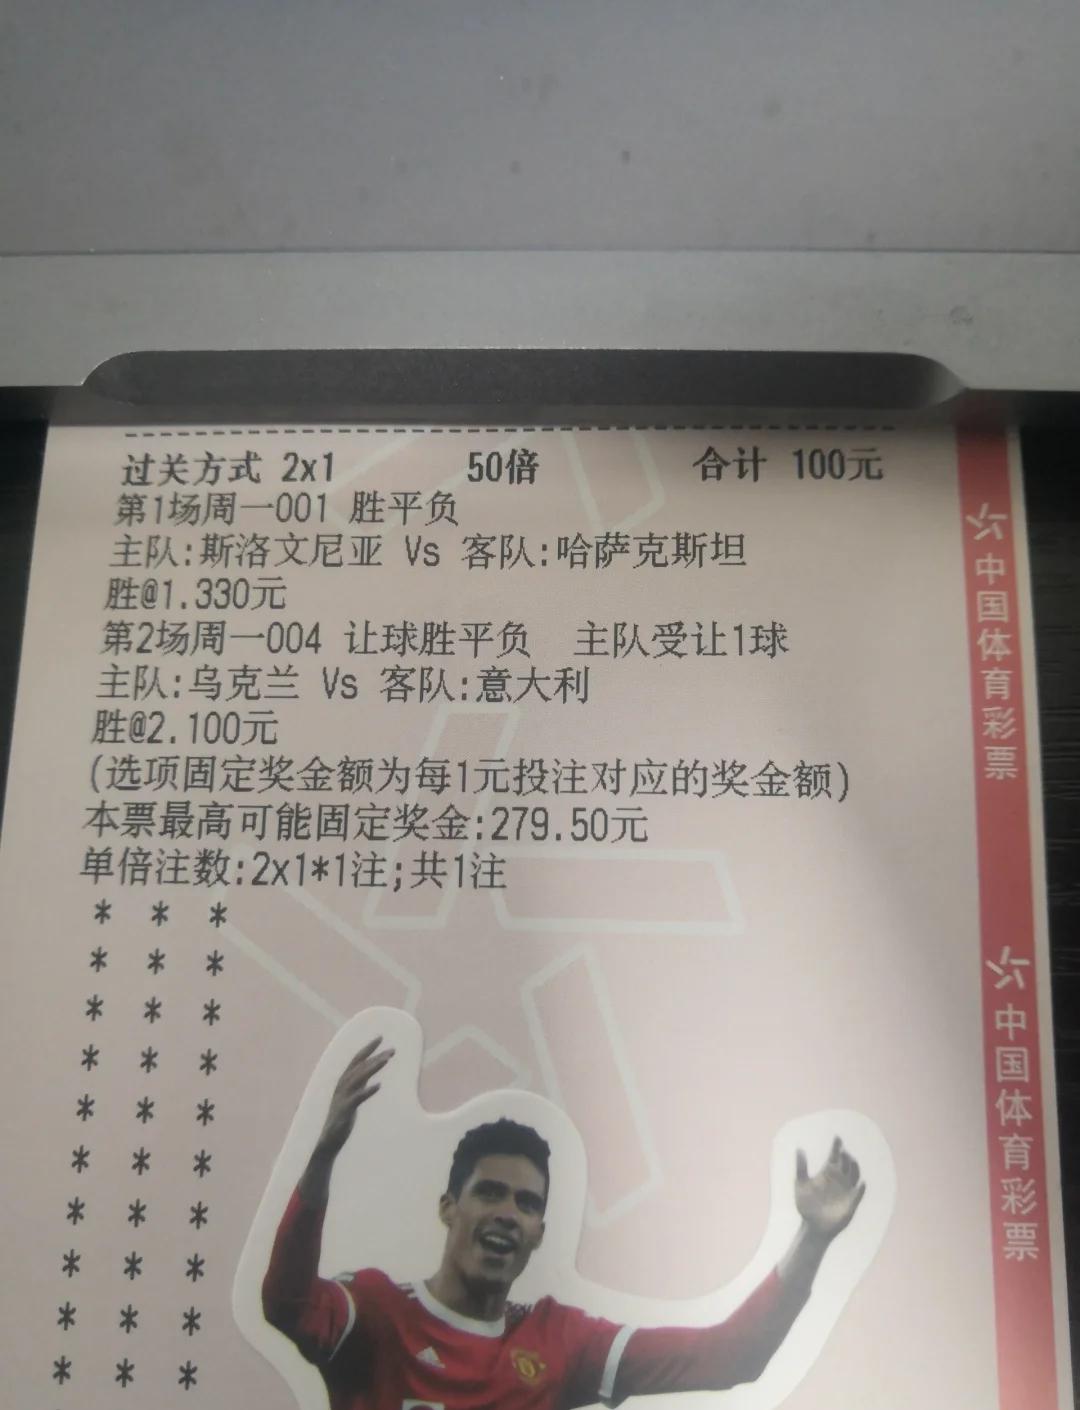 过关方式 2x1 50倍 合计 100元
第1场周一001 胜平负
主队:斯洛文尼亚 Vs 客队:哈萨克斯坦
胜@1.330元
第2场周一004 让球胜平负 主队受让1球
主队:乌克兰 Vs 客队:意大利
胜@2.100元
(选项固定奖金额为每1元投注对应的奖金额)
本票最高可能固定奖金:279.50元
单倍注数:2x1*1注;共1注
* * *
* * *
* * *
* * *
* * *
* * *
* * *
* * *
* * *
* * *
中国体育彩票
中国体育彩票